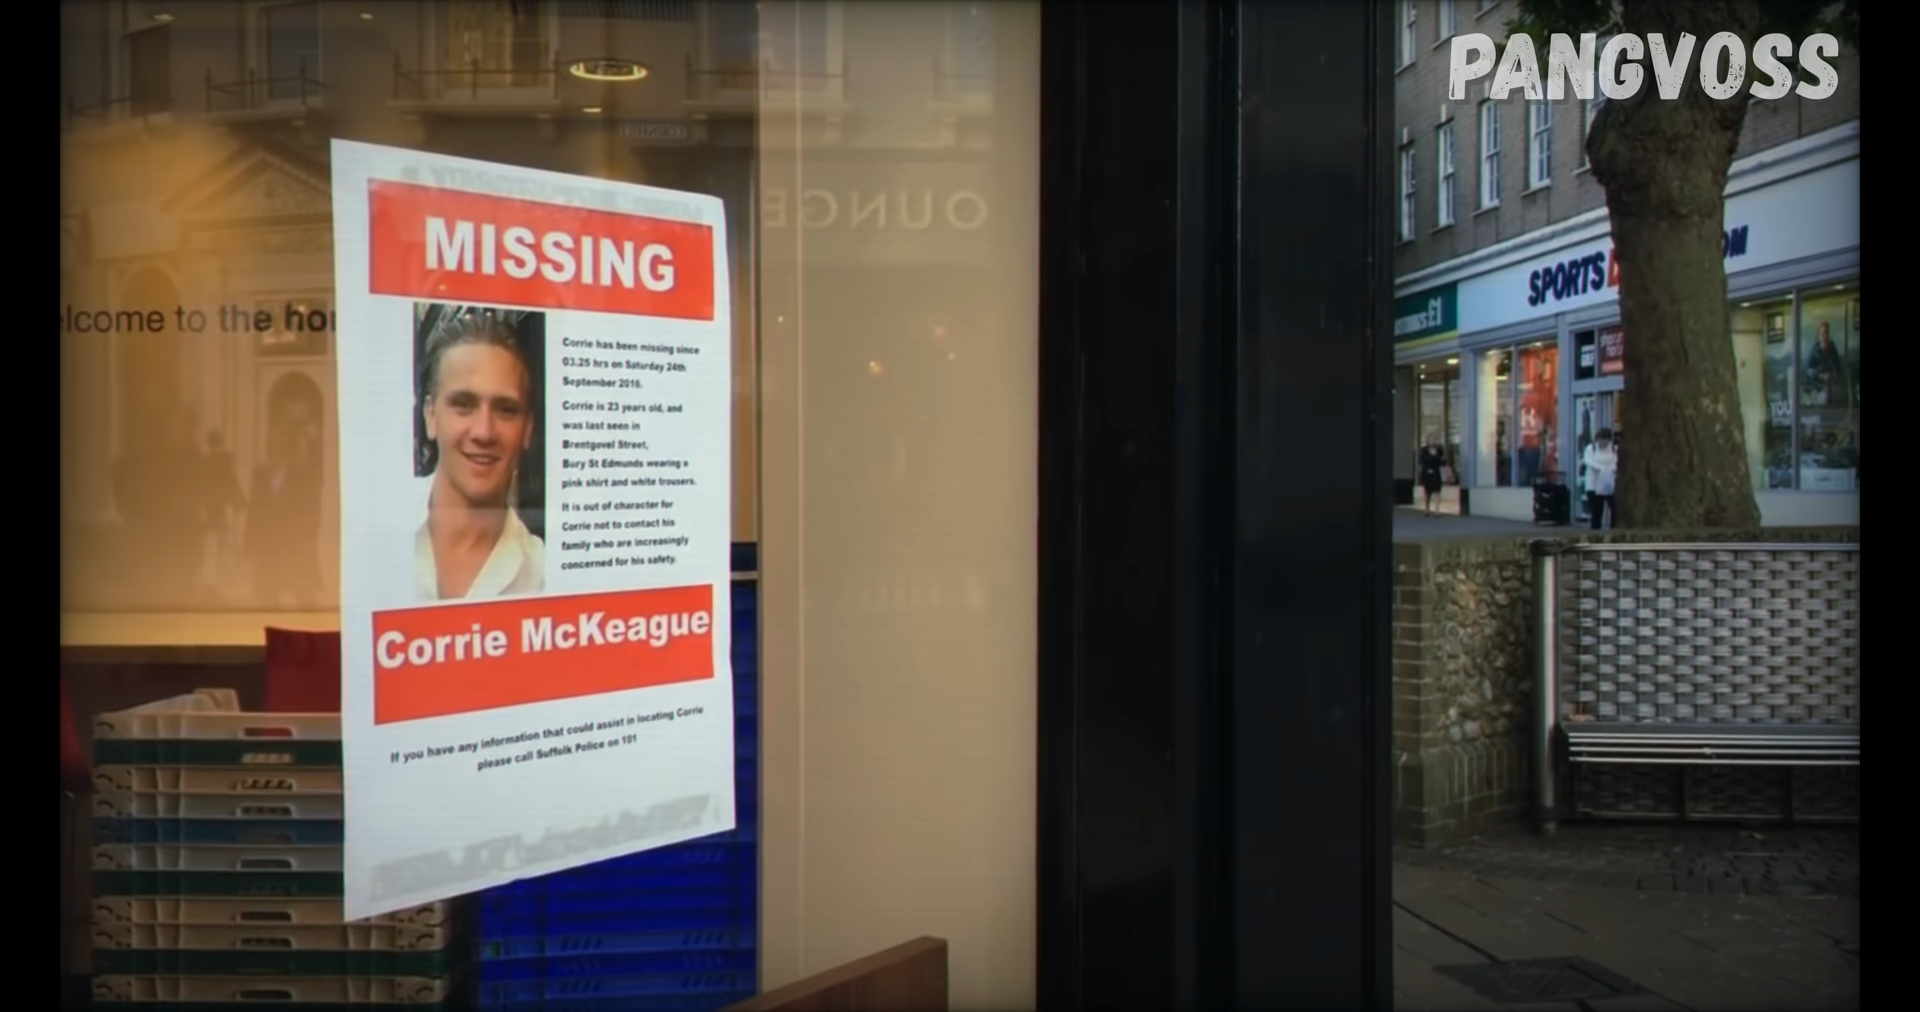 PANGVOSS
MISSING
Corrie has been missing since
03.25 hrs on Saturday 24th
September 2016.
Corrie is 23 years old, and
was last seen in
Brentgovel Street,
Bury St Edmunds wearing a
pink shirt and white trousers.
It is out of character for
Corrie not to contact his
family who are increasingly
concerned for his safety.
Corrie McKeague
If you have any information that could assist in locating Corrie
please call Suffolk Police on 101
elcome to the ho
OUNGE
SPORTS
OM
£1